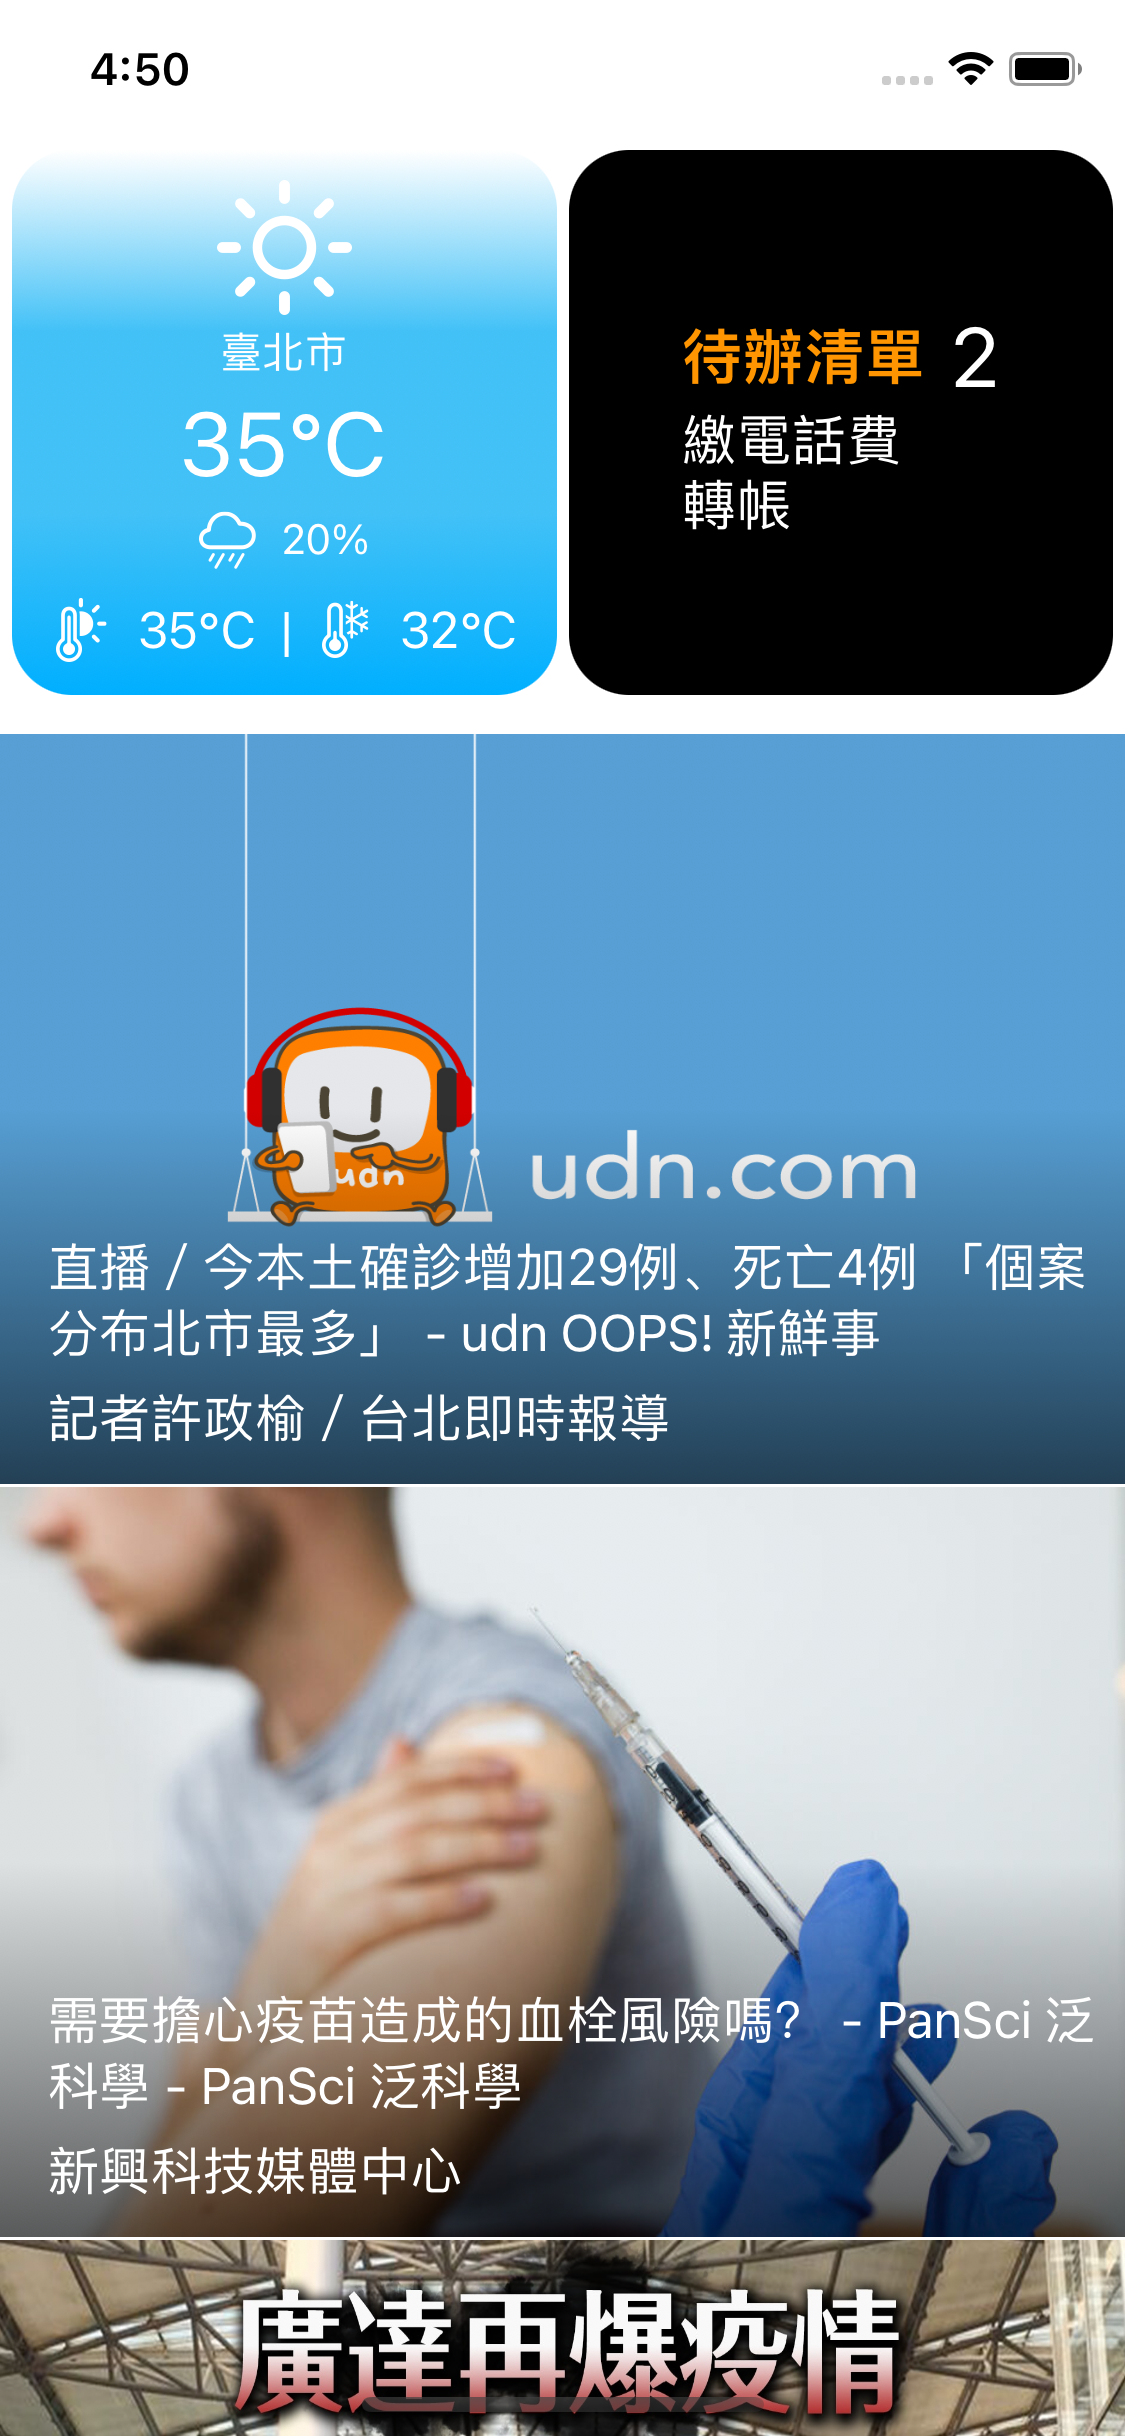 4:50
臺北市
35°C
20%
35°C | 32°C
待辦清單 2
繳電話費
轉帳
udn
udn.com
直播／今本土確診增加29例、死亡4例 「個案
分布北市最多」 - udn OOPS! 新鮮事
記者許政榆／台北即時報導
需要擔心疫苗造成的血栓風險嗎？ - PanSci 泛
科學 - PanSci 泛科學
新興科技媒體中心
廣達再爆疫情